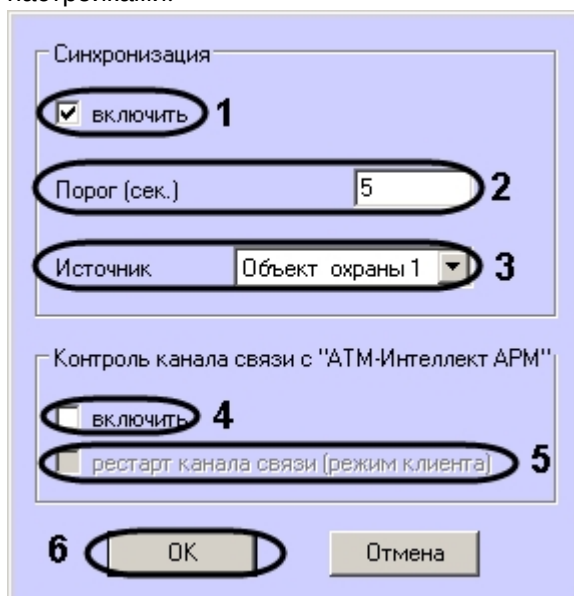 Синхронизация
включить 1
Порог (сек.) 5 2
Источник Объект охраны 1 3
Контроль канала связи с "АТМ-Интеллект АРМ"
включить 4
рестарт канала связи (режим клиента) 5
6 OK Отмена